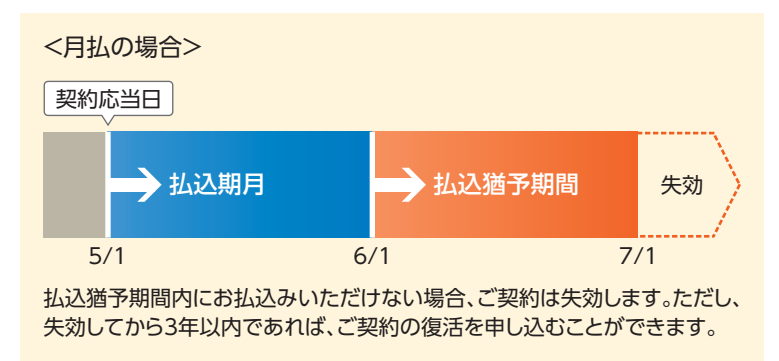 <月払の場合>
契約応当日
払込期月
払込猶予期間
失効
5/1
6/1
7/1
払込猶予期間内にお払込みいただけない場合、ご契約は失効します。ただし、
失効してから3年以内であれば、ご契約の復活を申し込むことができます。